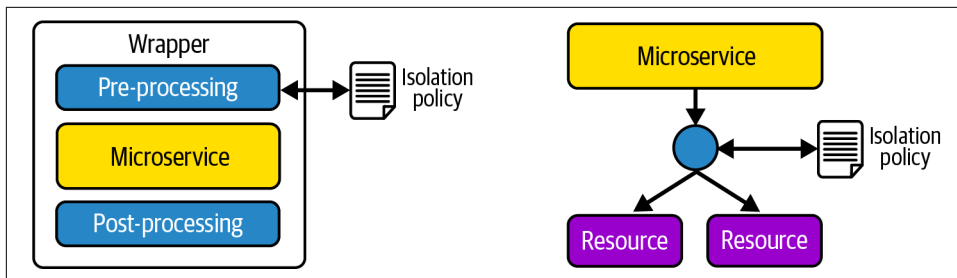 Wrapper
Pre-processing
Isolation
policy
Microservice
Post-processing
Microservice
Isolation
policy
Resource
Resource